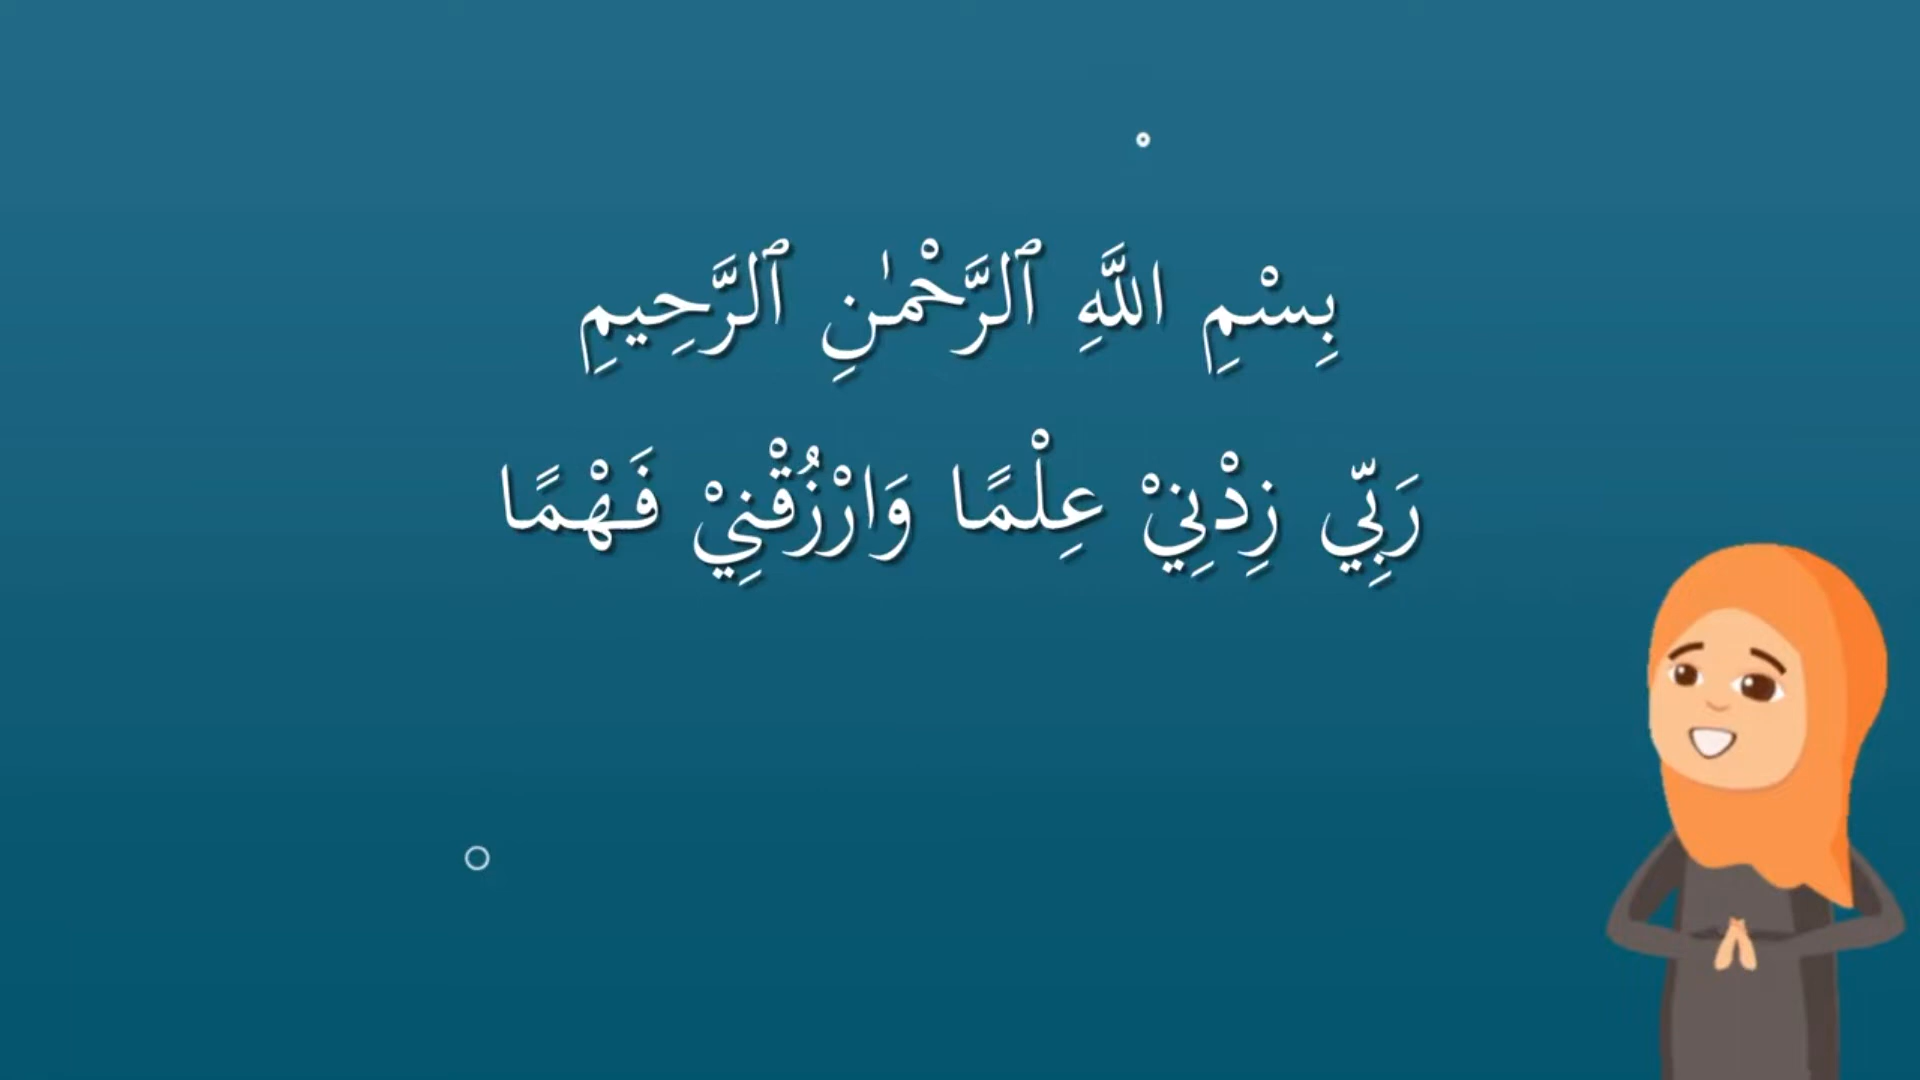 بِسْمِ اللَّهِ ٱلرَّحْمٰنِ ٱلرَّحِيمِ
رَبِّي زِدْنِيْ عِلْمًا وَارْزُقْنِيْ فَهْمًا